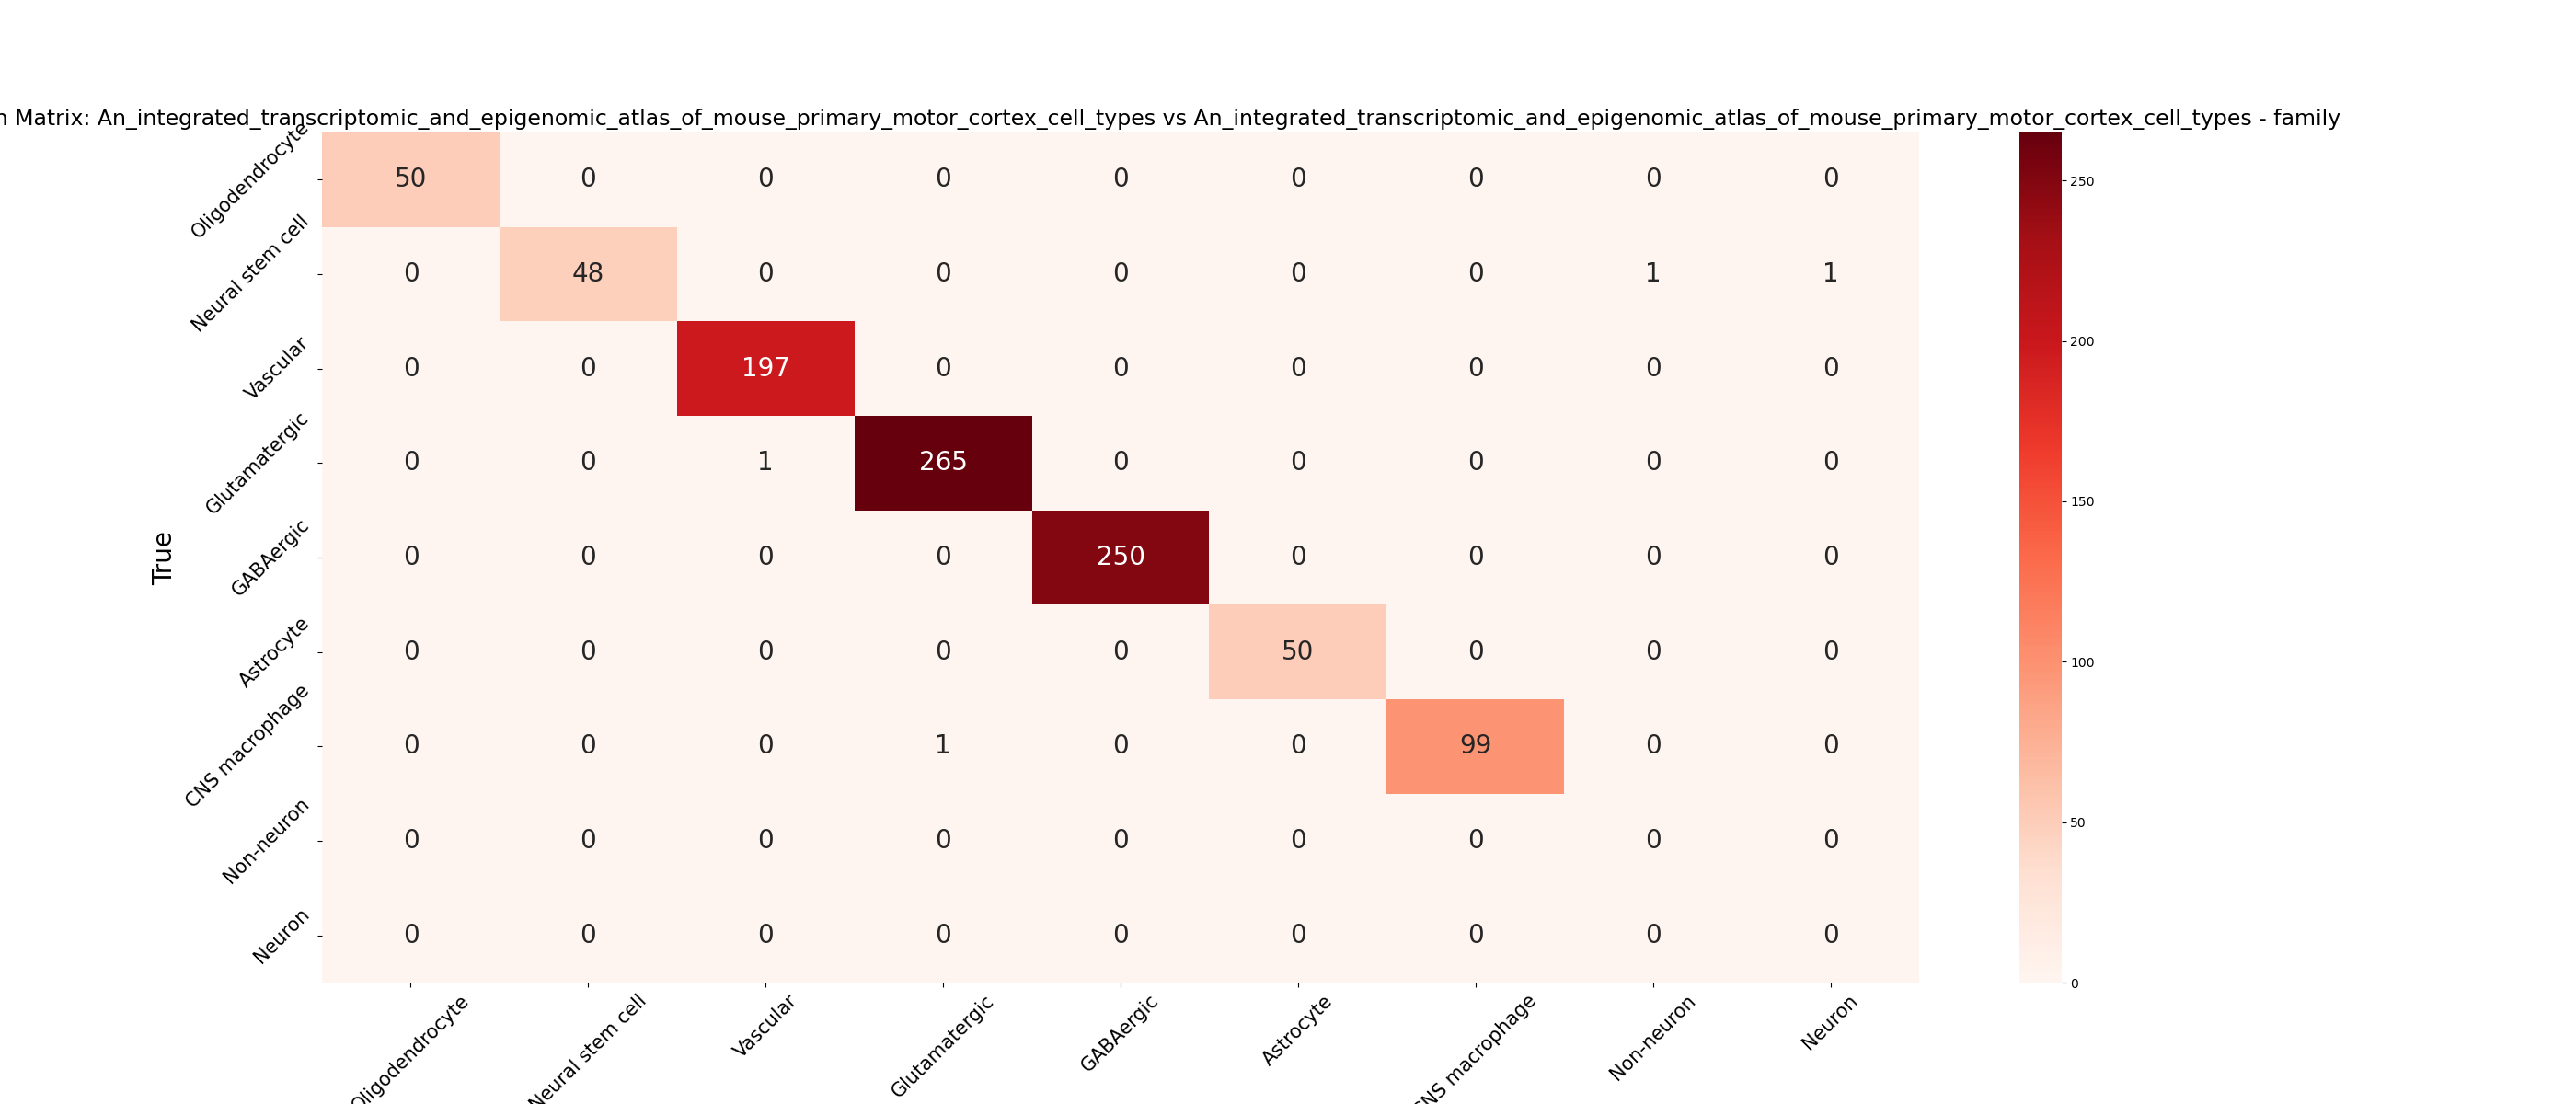 n Matrix: An_integrated_transcriptomic_and_epigenomic_atlas_of_mouse_primary_motor_cortex_cell_types vs An_integrated_transcriptomic_and_epigenomic_atlas_of_mouse_primary_motor_cortex_cell_types - family
Oligodendrocyte 50 0 0 0 0 0 0 0 0
Neural stem cell 0 48 0 0 0 0 0 1 1
Vascular 0 0 197 0 0 0 0 0 0
Glutamatergic 0 0 1 265 0 0 0 0 0
GABAergic 0 0 0 0 250 0 0 0 0
Astrocyte 0 0 0 0 0 50 0 0 0
CNS macrophage 0 0 0 1 0 0 99 0 0
Non-neuron 0 0 0 0 0 0 0 0 0
Neuron 0 0 0 0 0 0 0 0 0
True
Oligodendrocyte Neural stem cell Vascular Glutamatergic GABAergic Astrocyte CNS macrophage Non-neuron Neuron
250
200
150
100
50
0